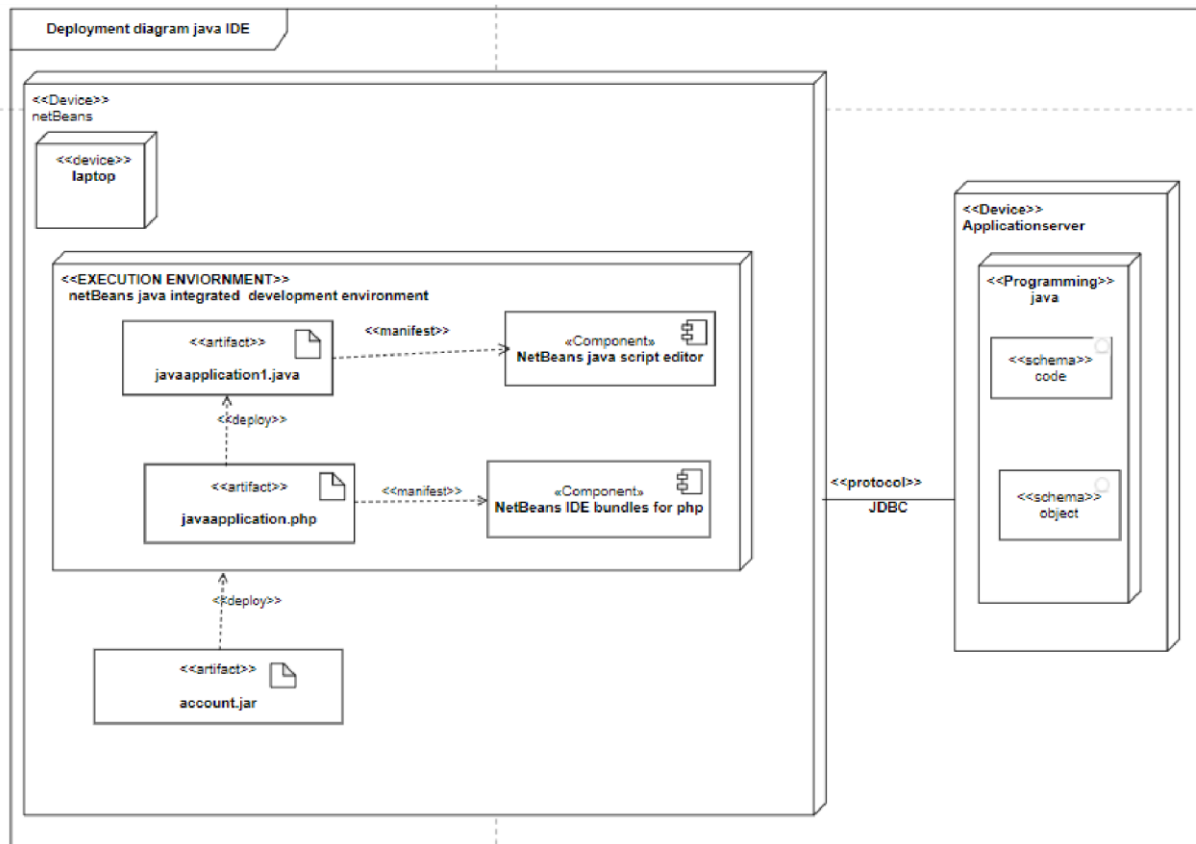 Deployment diagram java IDE
<<Device>>
netBeans
<<device>>
laptop
<<EXECUTION ENVIORNMENT>>
netBeans java integrated development environment
<<artifact>>
javaapplication1.java
<<manifest>>
«Component»
NetBeans java script editor
<<deploy>>
<<artifact>>
javaapplication.php
<<manifest>>
«Component»
NetBeans IDE bundles for php
<<deploy>>
<<artifact>>
account.jar
<<protocol>>
JDBC
<<Device>>
Applicationserver
<<Programming>>
java
<<schema>>
code
<<schema>>
object